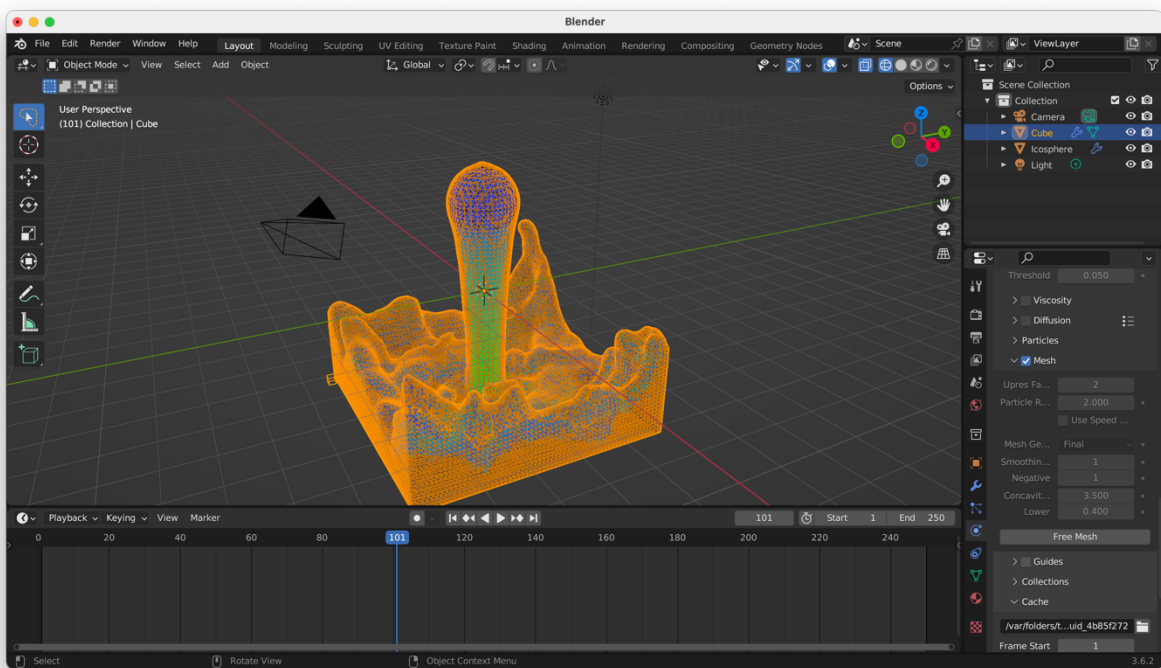 Blender
File Edit Render Window Help Layout Modeling Sculpting UV Editing Texture Paint Shading Animation Rendering Compositing Geometry Nodes Scene ViewLayer
Object Mode View Select Add Object Global
Options
User Perspective
(101) Collection | Cube
Z
Y
X
Scene Collection
Collection
Camera
Cube
Icosphere
Light
Threshold 0.050
Viscosity
Diffusion
Particles
Mesh
Upres Fa... 2
Particle R... 2.000
Use Speed ...
Mesh Ge... Final
Smoothin... 1
Negative 1
Concavit... 3.500
Lower 0.400
Free Mesh
Guides
Collections
Cache
/var/folders/t...uid_4b85f272
Frame Start 1
Playback Keying View Marker 101 Start 1 End 250
0 20 40 60 80 101 120 140 160 180 200 220 240
Select Rotate View Object Context Menu 3.6.2